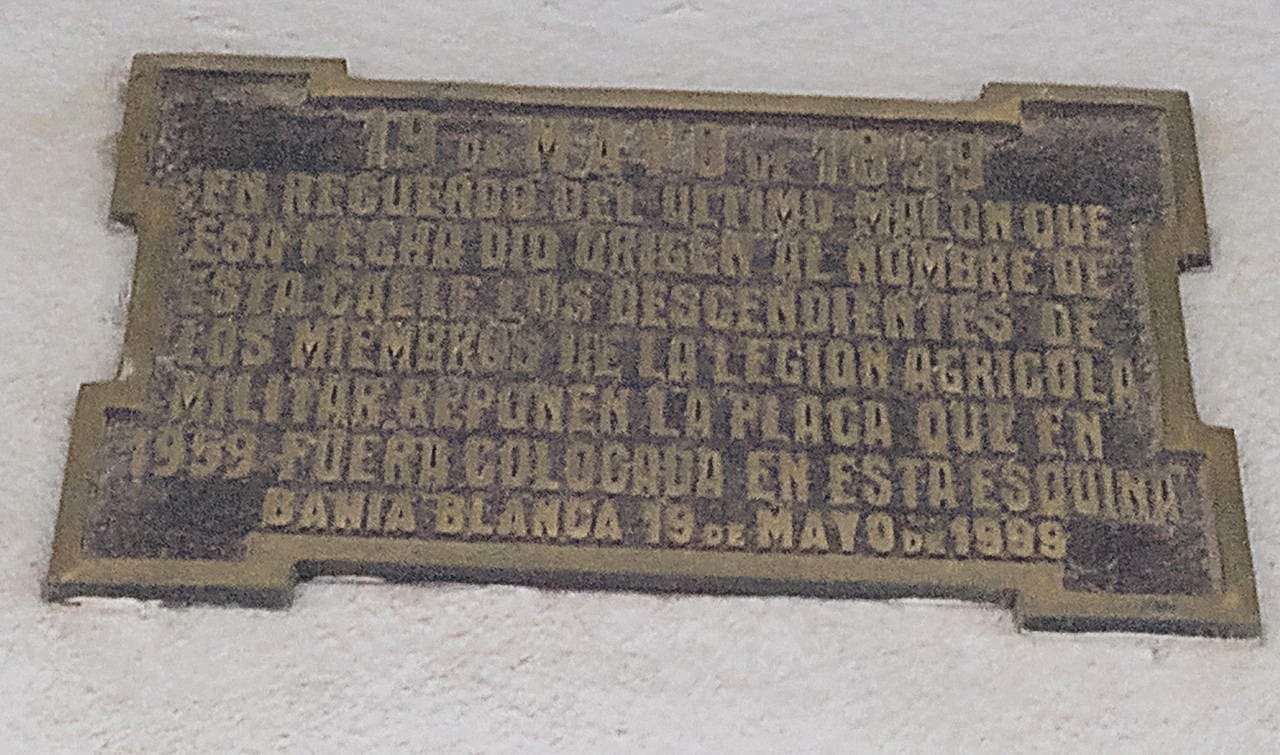 19 DE MAYO DE 1859
EN RECUERDO DEL ULTIMO MALON QUE
ESA FECHA DIO ORIGEN AL NOMBRE DE
ESTA CALLE LOS DESCENDIENTES DE
LOS MIEMBROS DE LA LEGION AGRICOLA
MILITAR REPONEN LA PLACA QUE EN
1959 FUERA COLOCADA EN ESTA ESQUINA
BAHIA BLANCA 19 DE MAYO DE 1999